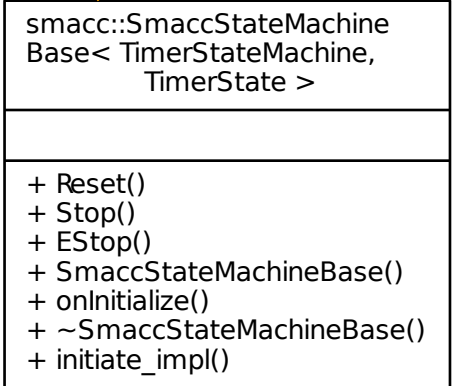 smacc::SmaccStateMachine
Base< TimerStateMachine,
TimerState >
+ Reset()
+ Stop()
+ EStop()
+ SmaccStateMachineBase()
+ onInitialize()
+ ~SmaccStateMachineBase()
+ initiate_impl()